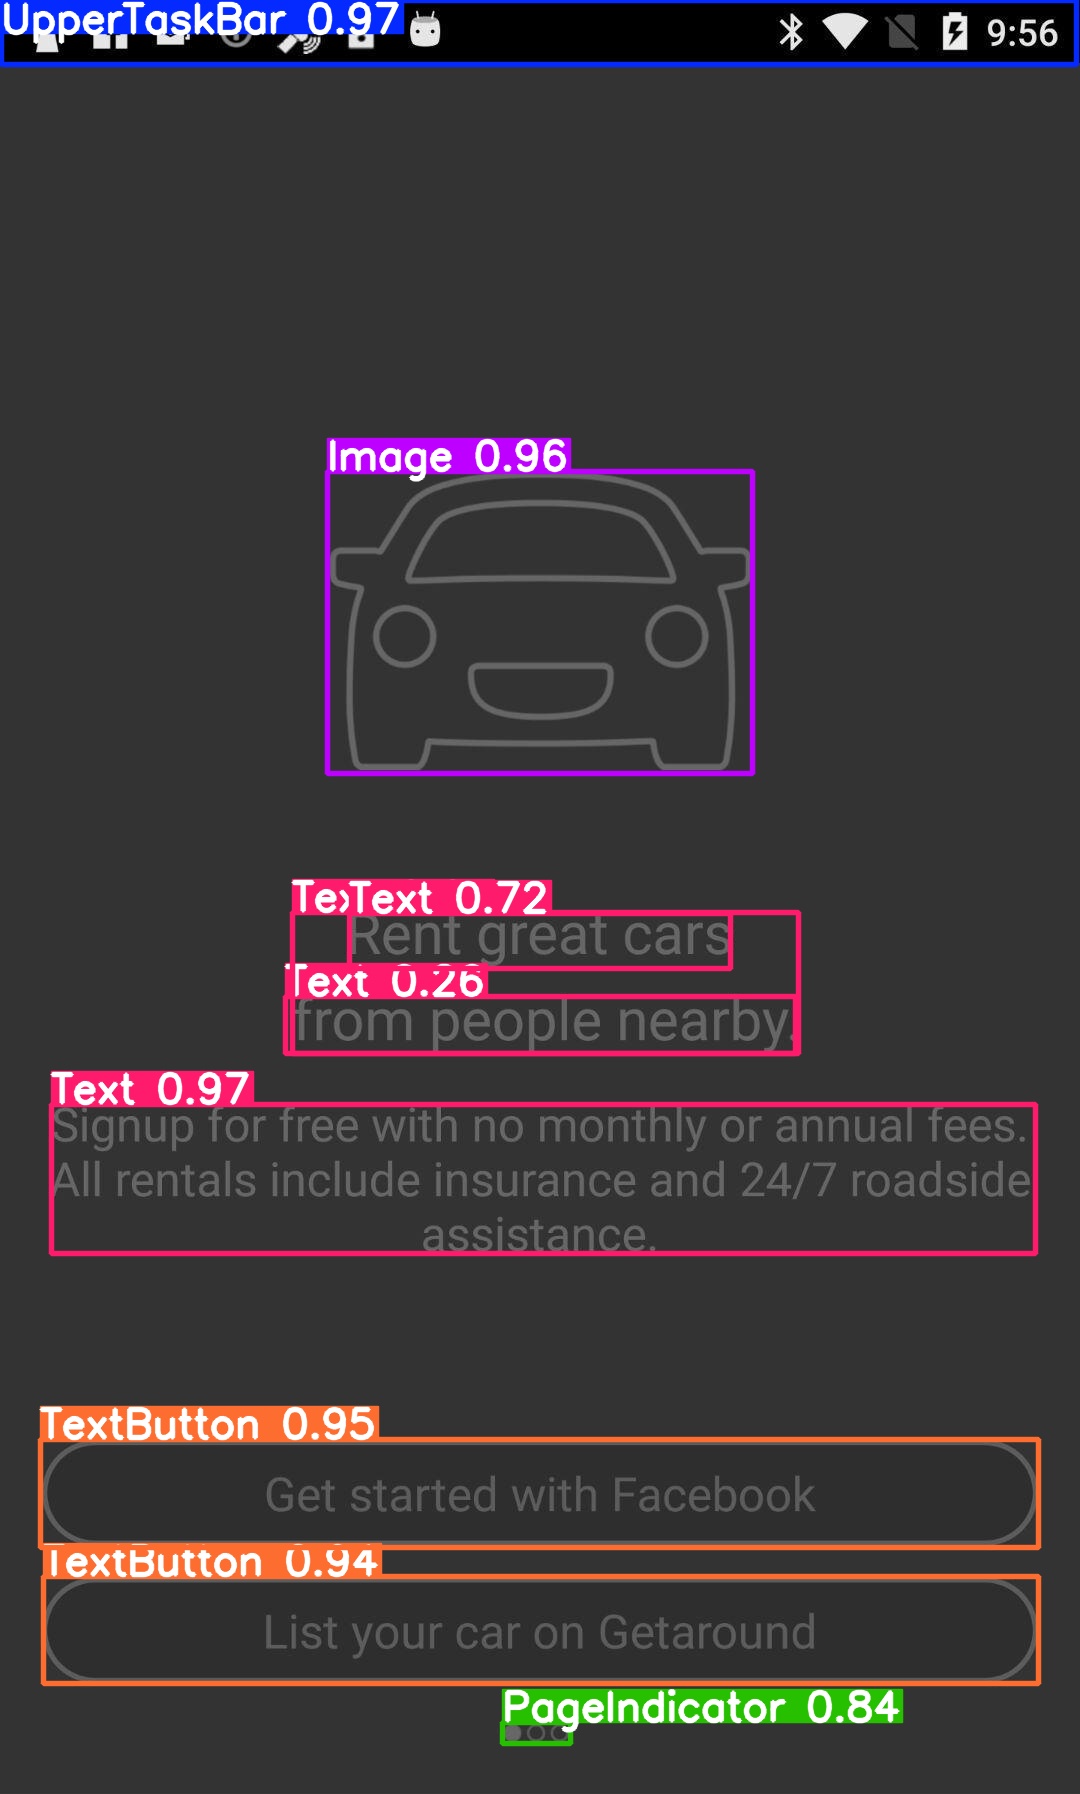 UpperTaskBar 0.97
9:56
Image 0.96
Text 0.72
Rent great cars
Text 0.26
from people nearby.
Text 0.97
Signup for free with no monthly or annual fees.
All rentals include insurance and 24/7 roadside
assistance.
TextButton 0.95
Get started with Facebook
TextButton 0.94
List your car on Getaround
PageIndicator 0.84